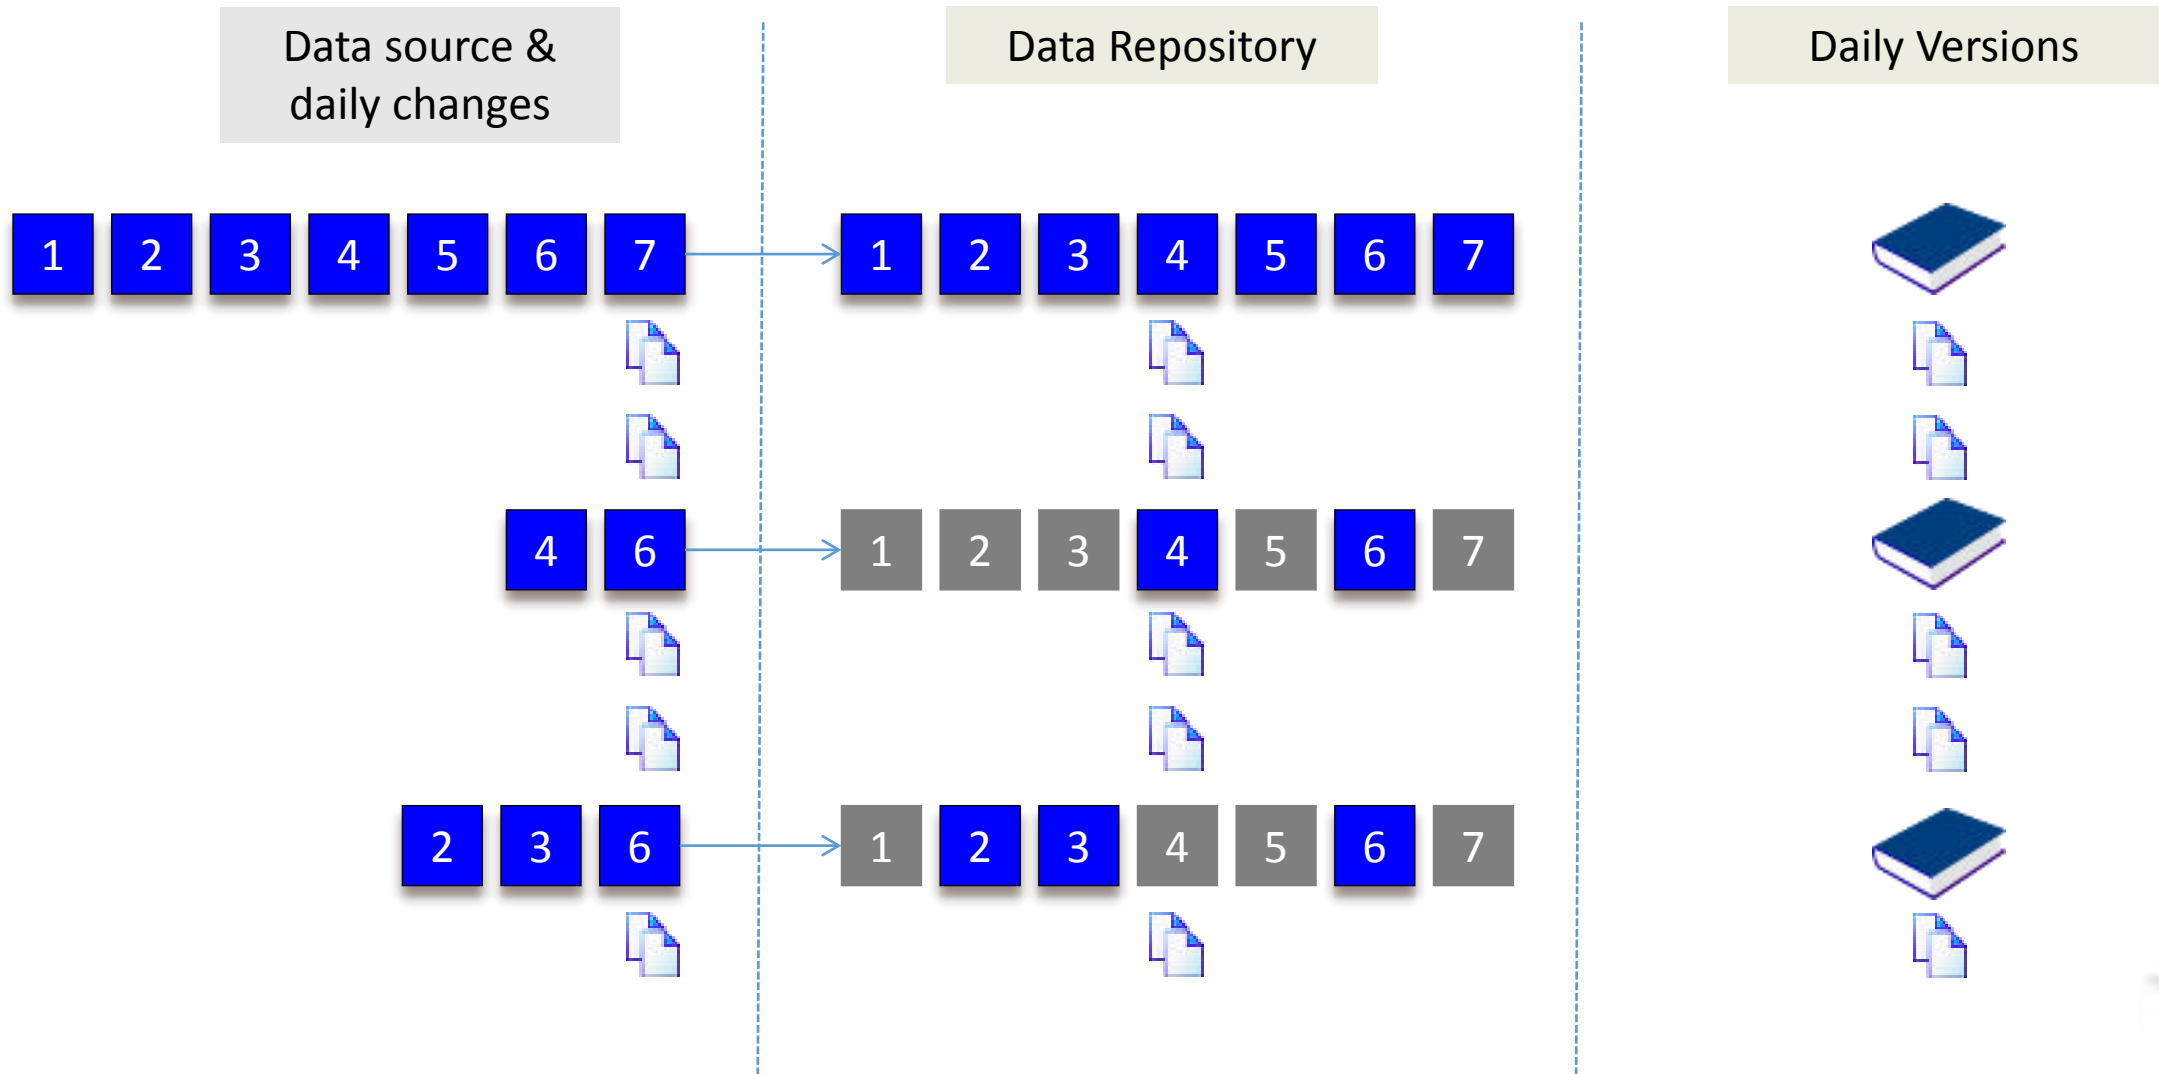 Data source &
daily changes
Data Repository
Daily Versions
1 2 3 4 5 6 7
1 2 3 4 5 6 7
4 6
1 2 3 4 5 6 7
2 3 6
1 2 3 4 5 6 7